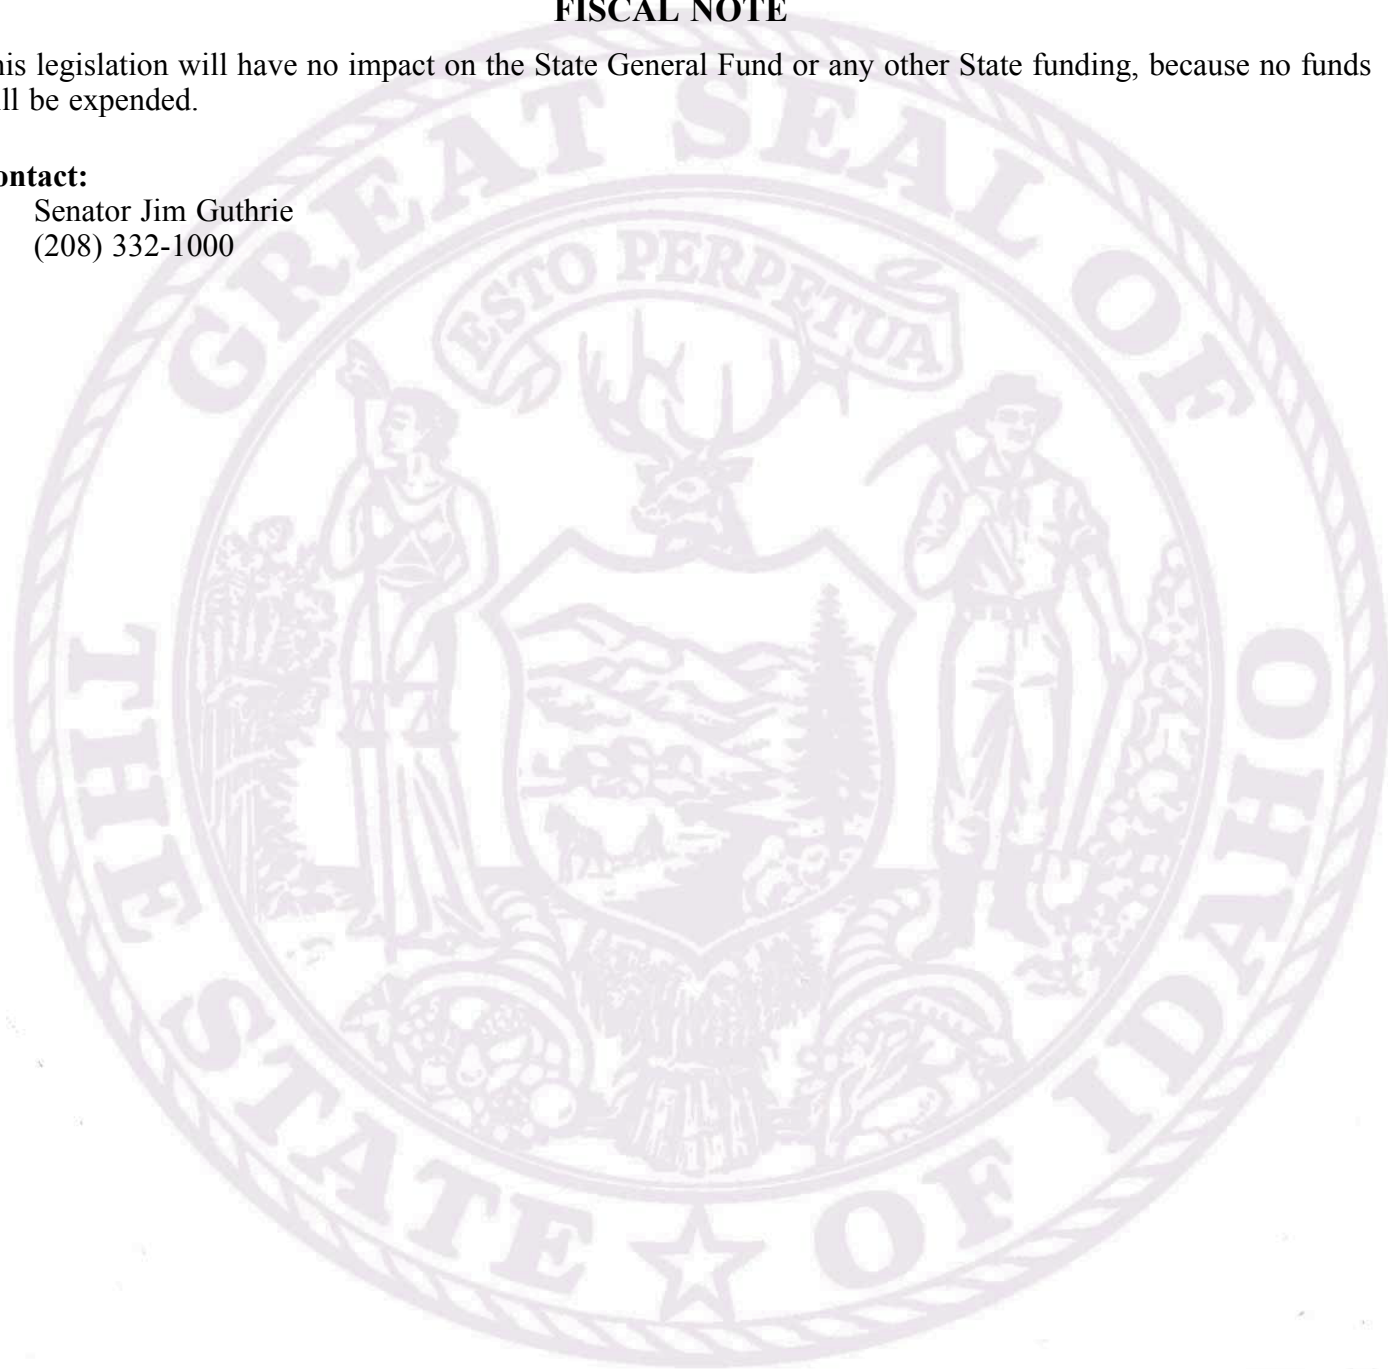 FISCAL NOTE
his legislation will have no impact on the State General Fund or any other State funding, because no funds
ill be expended.
ontact:
Senator Jim Guthrie
(208) 332-1000
GREAT SEAL OF
ESTO PERPETUA
THE STATE OF IDAHO